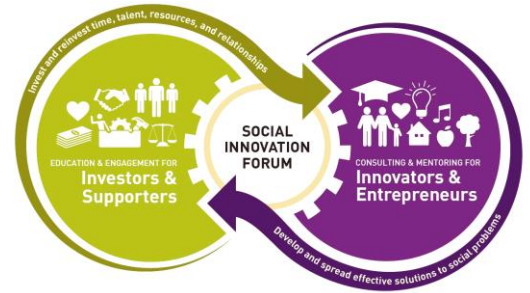 Invest and reinvest time, talent, resources, and relationships
EDUCATION & ENGAGEMENT FOR
Investors &
Supporters
SOCIAL
INNOVATION
FORUM
CONSULTING & MENTORING FOR
Innovators &
Entrepreneurs
Develop and spread effective solutions to social problems